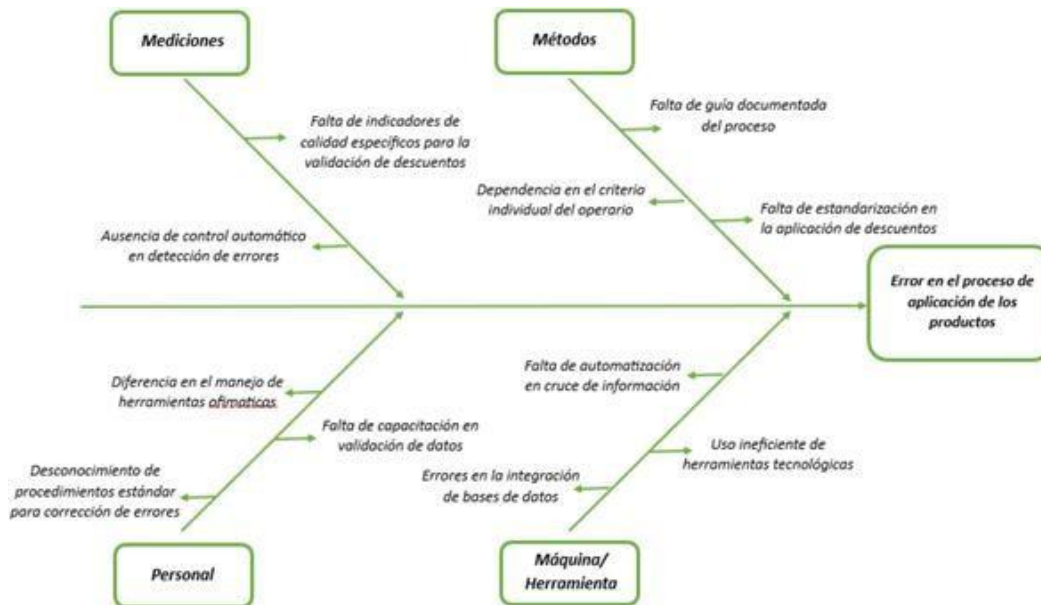 Mediciones
Métodos
Falta de indicadores de
calidad específicos para la
validación de descuentos
Ausencia de control automático
en detección de errores
Falta de guía documentada
del proceso
Dependencia en el criterio
individual del operario
Falta de estandarización en
la aplicación de descuentos
Error en el proceso de
aplicación de los
productos
Diferencia en el manejo de
herramientas ofimaticas
Falta de capacitación en
validación de datos
Desconocimiento de
procedimientos estándar
para corrección de errores
Falta de automatización
en cruce de información
Uso ineficiente de
herramientas tecnológicas
Errores en la integración
de bases de datos
Personal
Máquina/
Herramienta